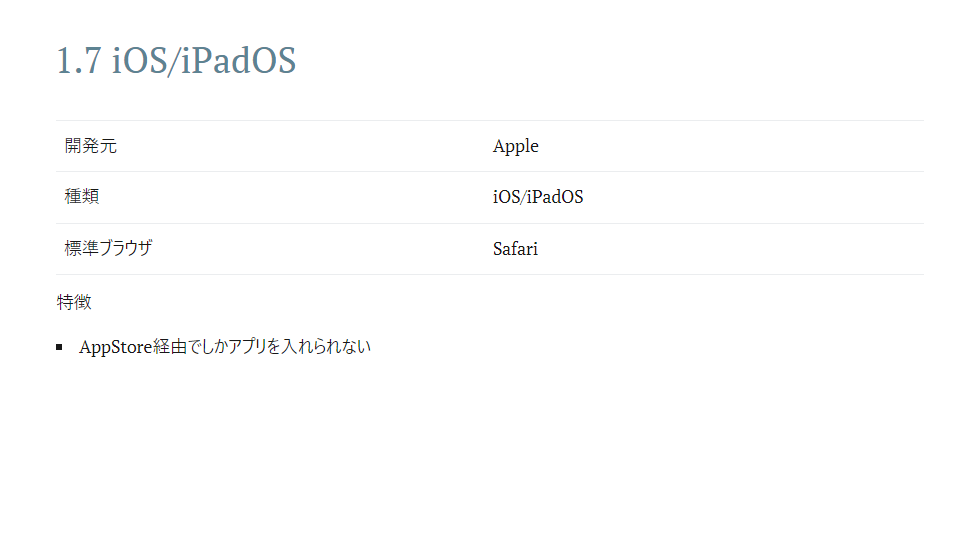 1.7 iOS/iPadOS
開発元 Apple
種類 iOS/iPadOS
標準ブラウザ Safari
特徴
AppStore経由でしかアプリを入れられない